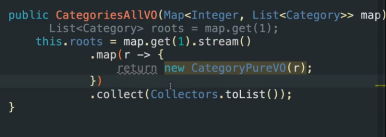 public CategoriesAllVO(Map<Integer, List<Category>> map)
List<Category> roots = map.get(1);
this.roots = map.get(1).stream()
.map(r -> {
return new CategoryPureVO(r);
})
.collect(Collectors.toList());
}